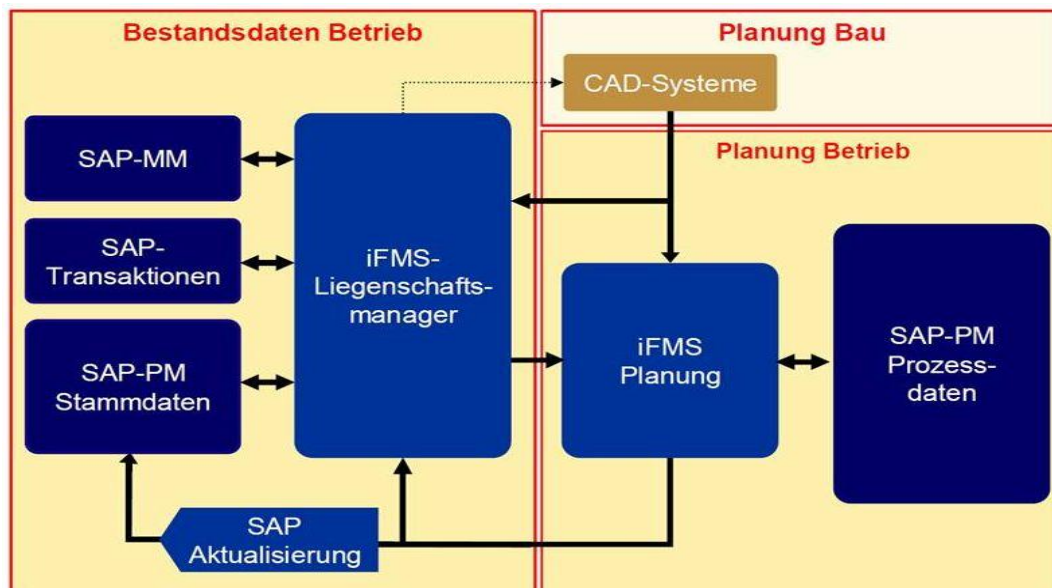 Bestandsdaten Betrieb
Planung Bau
CAD-Systeme
Planung Betrieb
SAP-MM
SAP-
Transaktionen
SAP-PM
Stammdaten
iFMS-
Liegenschafts-
manager
iFMS
Planung
SAP-PM
Prozess-
daten
SAP
Aktualisierung